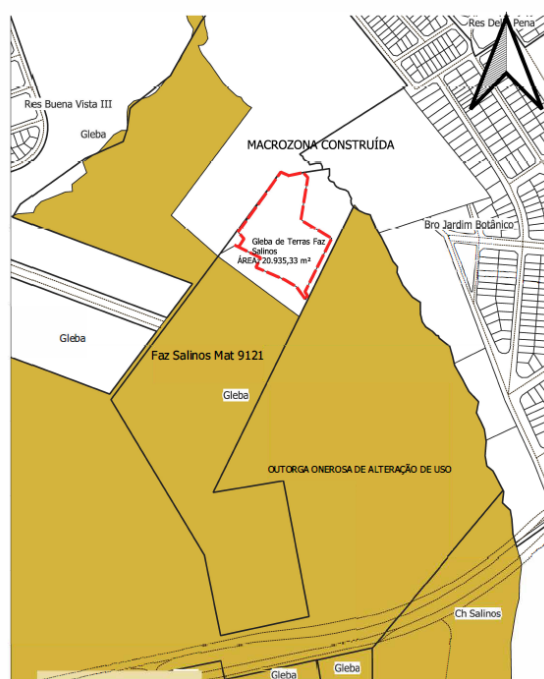 Res Della Pena
Res Buena Vista III
Gleba
MACROZONA CONSTRUÍDA
Bro Jardim Botânico
Gleba de Terras Faz
Salinos
ÁREA: 20.935,33 m²
Gleba
Faz Salinos Mat 9121
Gleba
OUTORGA ONEROSA DE ALTERAÇÃO DE USO
Ch Salinos
Gleba
Gleba